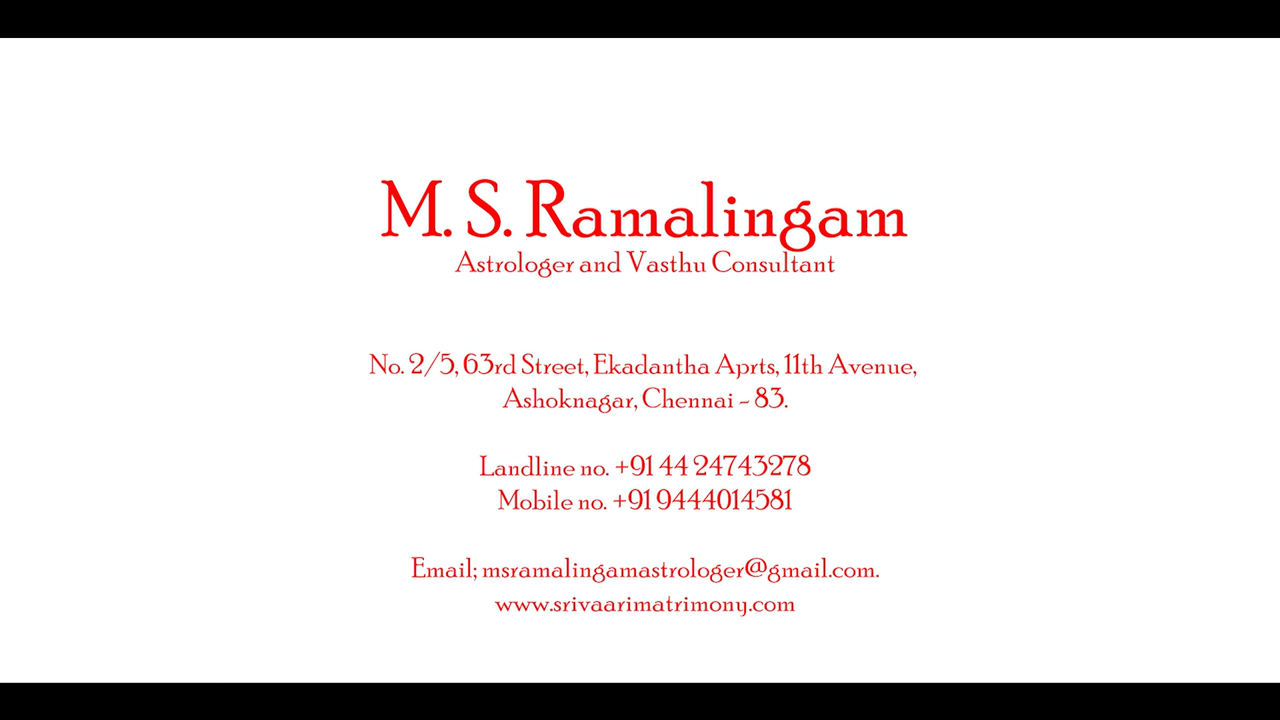 M. S. Ramalingam
Astrologer and Vasthu Consultant
No. 2/5, 63rd Street, Ekadantha Aprts, 11th Avenue,
Ashoknagar, Chennai - 83.
Landline no. +91 44 24743278
Mobile no. +91 9444014581
Email; msramalingamastrologer@gmail.com.
www.srivaarimatrimony.com